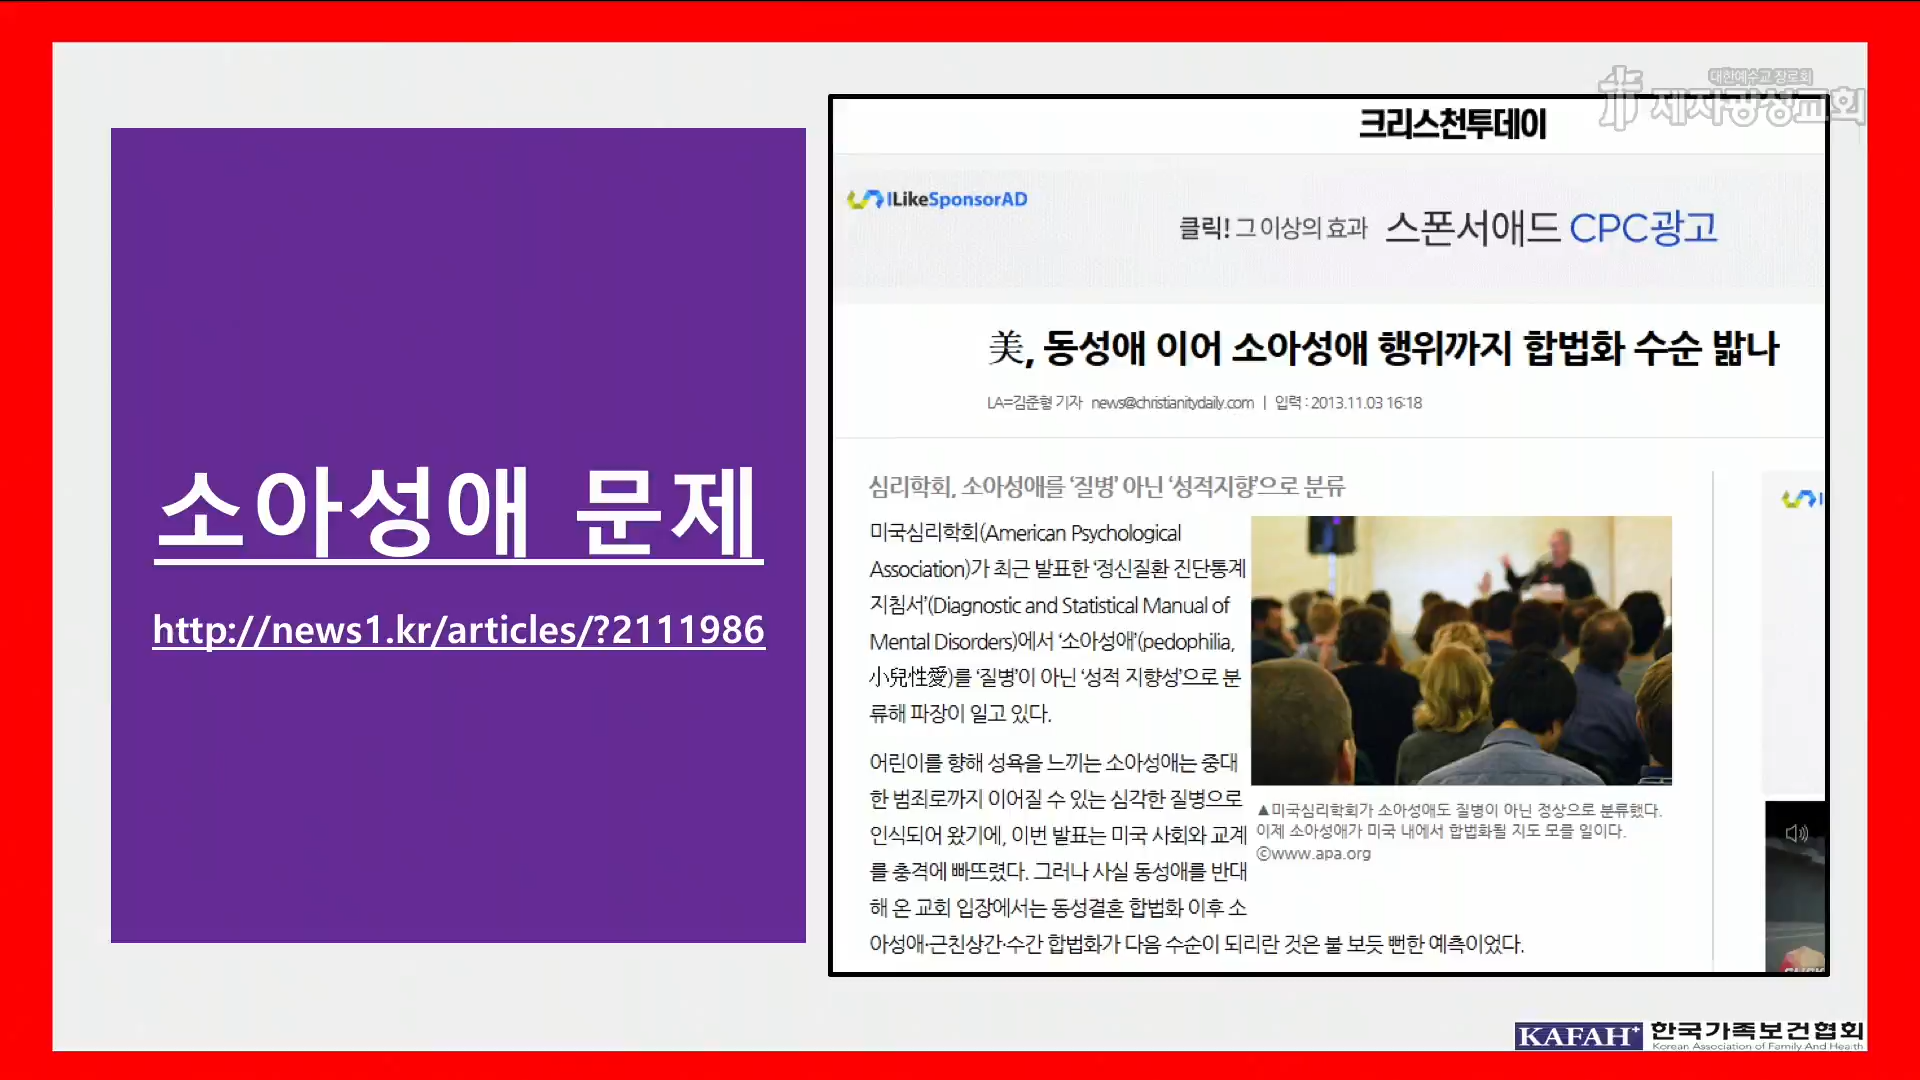 대한예수교 장로회
제자광성교회
소아성애 문제
http://news1.kr/articles/?2111986
크리스천투데이
ILikeSponsorAD
클릭! 그 이상의 효과 스폰서애드 CPC광고
美, 동성애 이어 소아성애 행위까지 합법화 수순 밟나
LA=김준형 기자 news@christianitydaily.com | 입력 : 2013.11.03 16:18
심리학회, 소아성애를 ‘질병’ 아닌 ‘성적지향’으로 분류
미국심리학회(American Psychological
Association)가 최근 발표한 ‘정신질환 진단통계
지침서’(Diagnostic and Statistical Manual of
Mental Disorders)에서 ‘소아성애’(pedophilia,
小兒性愛)를 ‘질병’이 아닌 ‘성적 지향성’으로 분
류해 파장이 일고 있다.
어린이를 향해 성욕을 느끼는 소아성애는 중대
한 범죄로까지 이어질 수 있는 심각한 질병으로
인식되어 왔기에, 이번 발표는 미국 사회와 교계
를 충격에 빠뜨렸다. 그러나 사실 동성애를 반대
해 온 교회 입장에서는 동성결혼 합법화 이후 소
아성애·근친상간·수간 합법화가 다음 수순이 되리란 것은 불 보듯 뻔한 예측이었다.
▲미국심리학회가 소아성애도 질병이 아닌 정상으로 분류했다.
이제 소아성애가 미국 내에서 합법화될 지도 모를 일이다.
ⓒwww.apa.org
KAFAH+ 한국가족보건협회
Korean Association of Family And Health